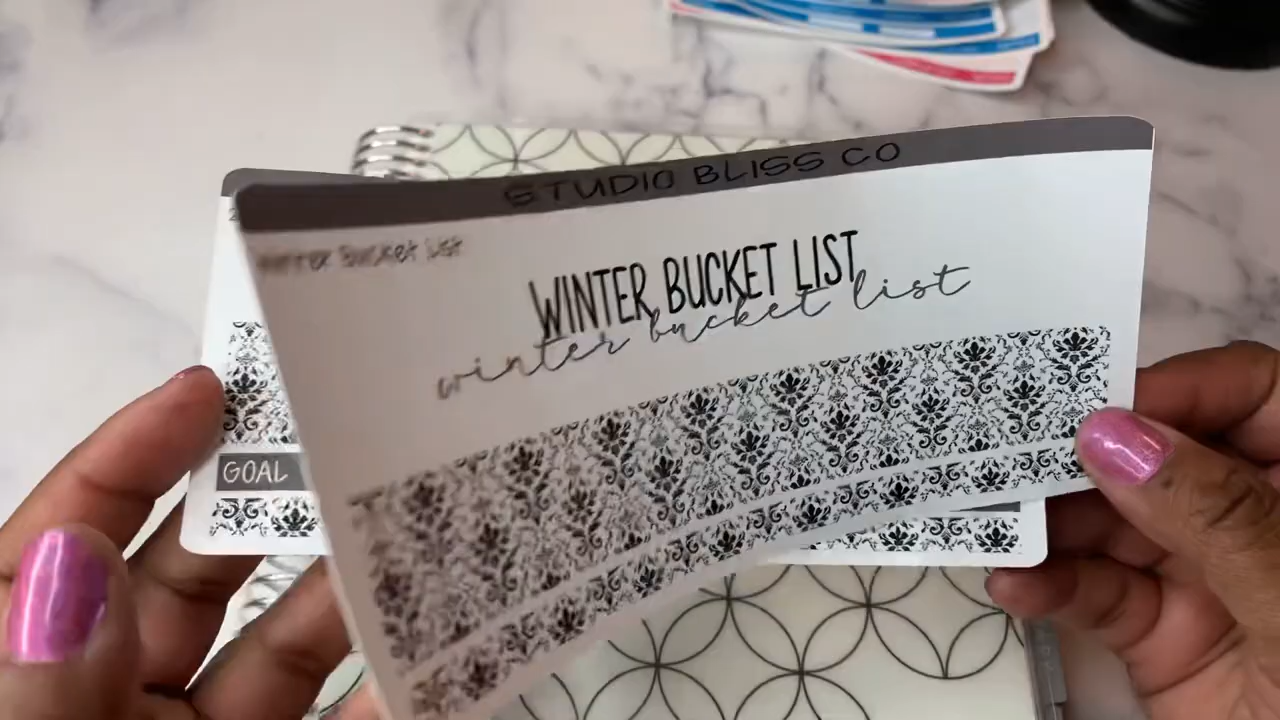 STUDIO BLISS CO
Winter Bucket List
WINTER BUCKET LIST
winter bucket list
GOAL